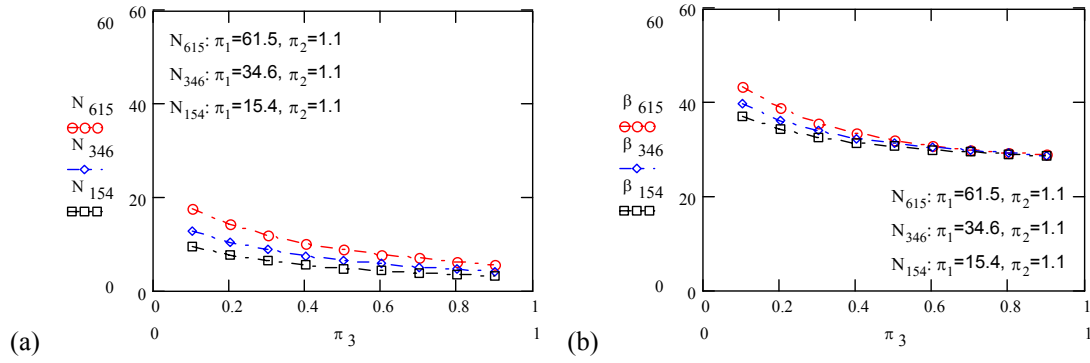 60
40
20
0
N 615
N 346
N 154
N615: π1=61.5, π2=1.1
N346: π1=34.6, π2=1.1
N154: π1=15.4, π2=1.1
0 0.2 0.4 0.6 0.8 1
0 1
π 3
(a)
60
40
20
0
β 615
β 346
β 154
N615: π1=61.5, π2=1.1
N346: π1=34.6, π2=1.1
N154: π1=15.4, π2=1.1
0 0.2 0.4 0.6 0.8 1
0 1
π 3
(b)